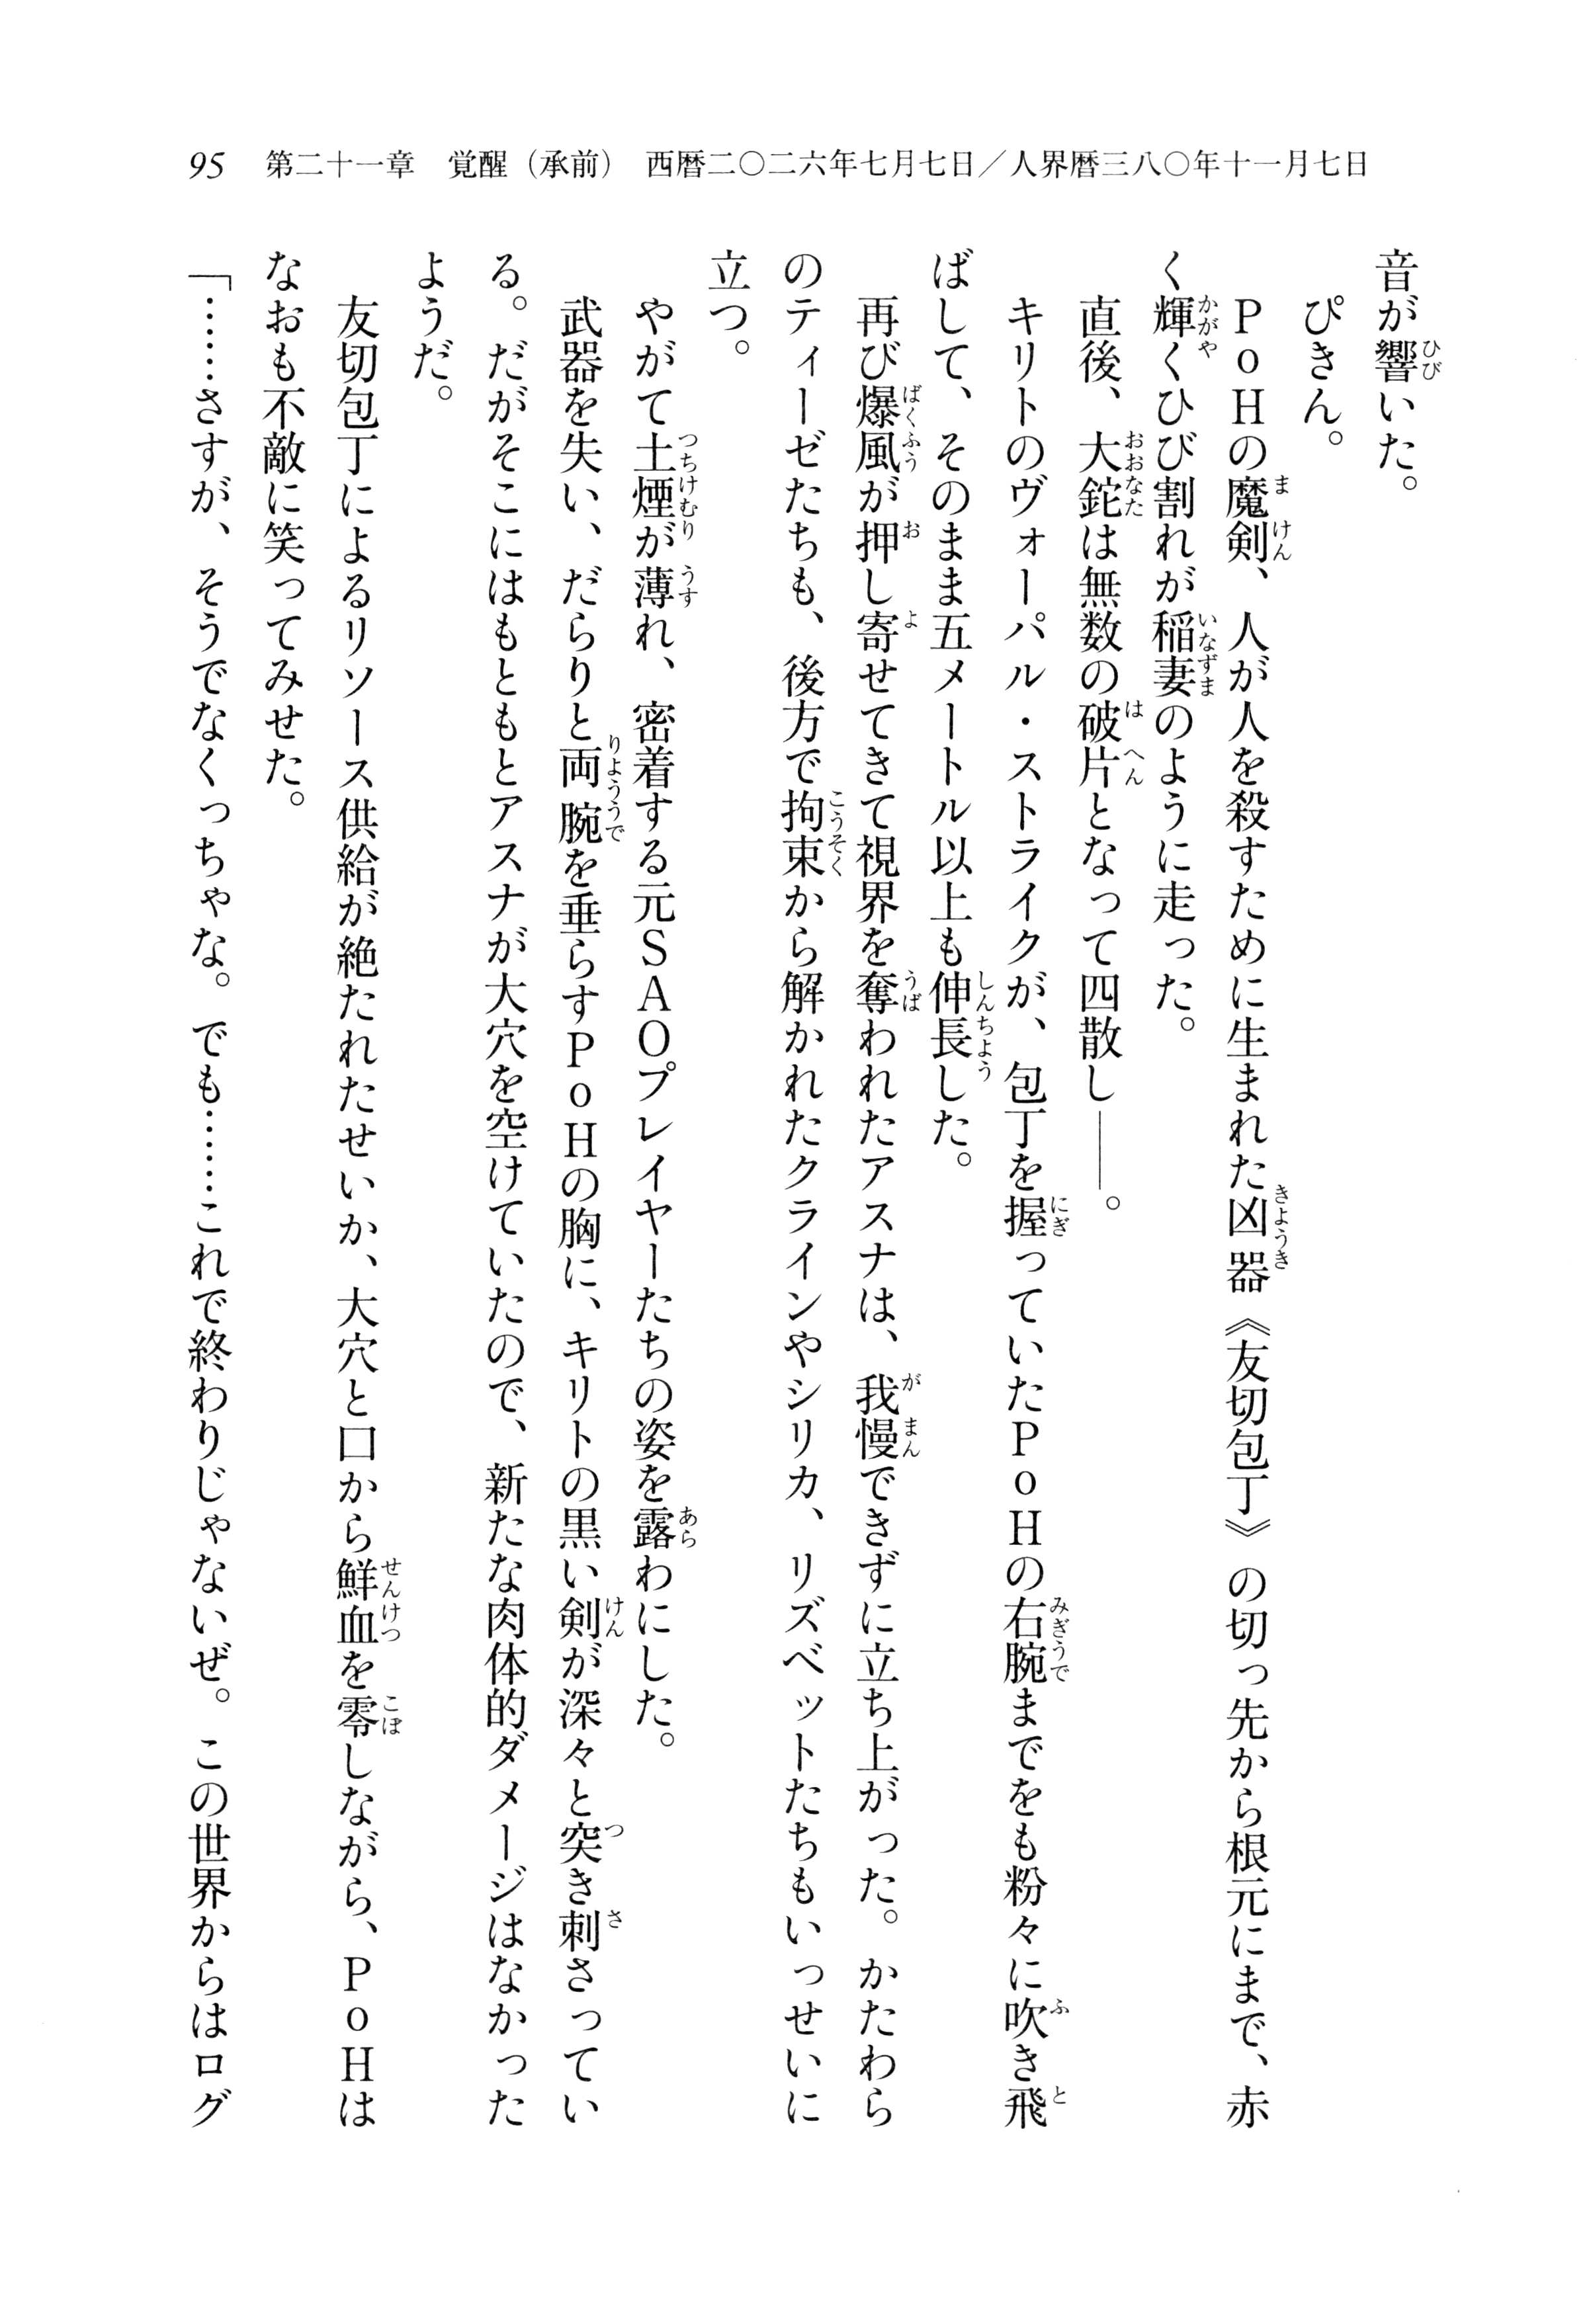 95 第二十一章 覚醒（承前） 西暦二〇二六年七月七日／人界暦三八〇年十一月七日
音が響いた。
ぴきん。
PoHの魔剣、人が人を殺すために生まれた凶器《友切包丁》の切っ先から根元にまで、赤
く輝くひび割れが稲妻のように走った。
直後、大鉈は無数の破片となって四散し――。
キリトのヴォーパル・ストライクが、包丁を握っていたPoHの右腕までをも粉々に吹き飛
ばして、そのまま五メートル以上も伸長した。
再び爆風が押し寄せてきて視界を奪われたアスナは、我慢できずに立ち上がった。かたわら
のティーゼたちも、後方で拘束から解かれたクラインやシリカ、リズベットたちもいっせいに
立つ。
やがて土煙が薄れ、密着する元SAOプレイヤーたちの姿を露わにした。
武器を失い、だらりと両腕を垂らすPoHの胸に、キリトの黒い剣が深々と突き刺さってい
る。だがそこにはもともとアスナが大穴を空けていたので、新たな肉体的ダメージはなかった
ようだ。
友切包丁によるリソース供給が絶たれたせいか、大穴と口から鮮血を零しながら、PoHは
なおも不敵に笑ってみせた。
「……さすが、そうでなくっちゃな。でも……これで終わりじゃないぜ。この世界からはログ